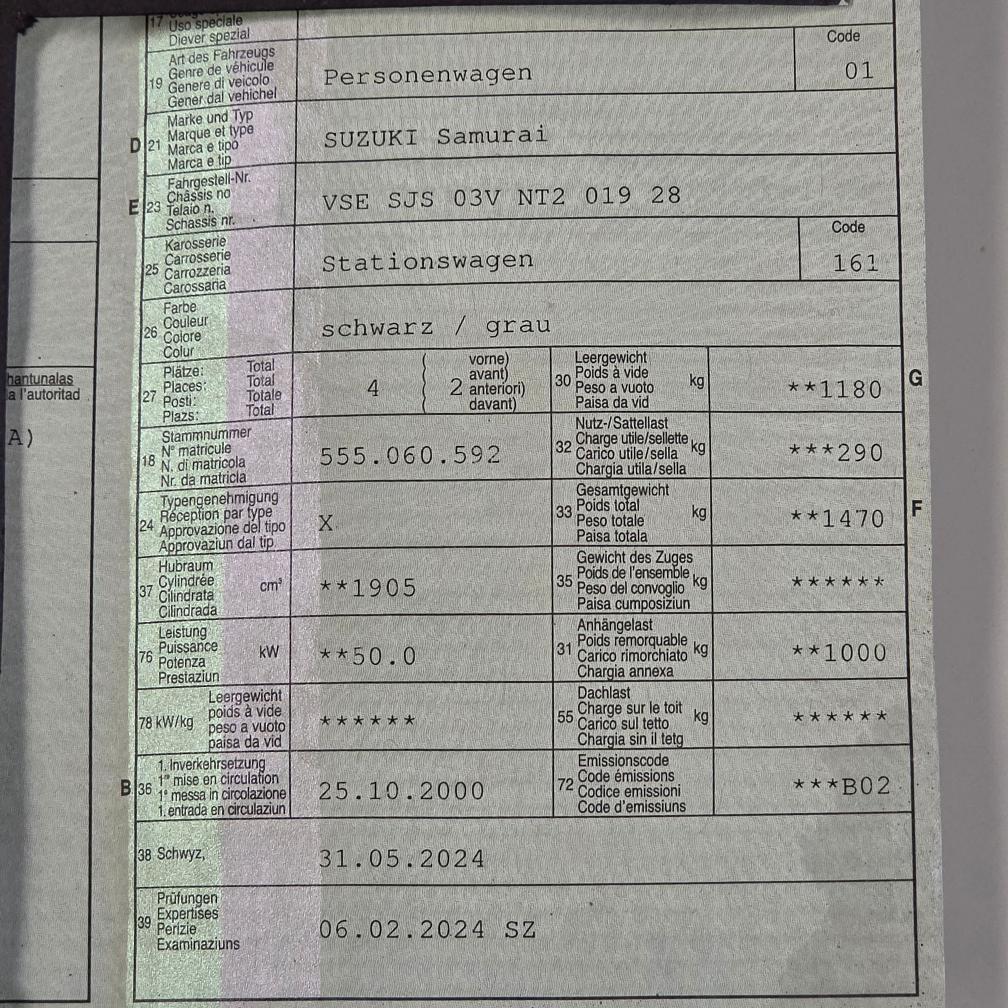 17
Uso speciale
Diever spezial
19 Art des Fahrzeugs
Genre de véhicule
Genere di veicolo
Gener dal vehichel
Personenwagen
Code
01
D 21 Marke und Typ
Marque et type
Marca e tipo
Marca e tip
SUZUKI Samurai
E 23 Fahrgestell-Nr.
Châssis no
Telaio n.
Schassis nr.
VSE SJS 03V NT2 019 28
25 Karosserie
Carrosserie
Carrozzeria
Carossaria
Stationswagen
Code
161
26 Farbe
Couleur
Colore
Colur
schwarz / grau
27 Plätze: Total
Places: Total
Posti: Totale
Plazs: Total
4 ( 2 vorne)
avant)
anteriori)
davant)
30 Leergewicht
Poids à vide
Peso a vuoto
Paisa da vid
kg
**1180
G
hantunalas
a l'autoritad
A)
18 Stammnummer
N° matricule
N. di matricola
Nr. da matricla
555.060.592
32 Nutz-/Sattellast
Charge utile/sellette
Carico utile/sella
Chargia utila/sella
kg
***290
24 Typengenehmigung
Réception par type
Approvazione del tipo
Approvaziun dal tip
X
33 Gesamtgewicht
Poids total
Peso totale
Paisa totala
kg
**1470
F
37 Hubraum
Cylindrée
Cilindrata
Cilindrada
cm³
**1905
35 Gewicht des Zuges
Poids de l'ensemble
Peso del convoglio
Paisa cumposiziun
kg
******
76 Leistung
Puissance
Potenza
Prestaziun
kW
**50.0
31 Anhängelast
Poids remorquable
Carico rimorchiato
Chargia annexa
kg
**1000
78 kW/kg Leergewicht
poids à vide
peso a vuoto
paisa da vid
******
55 Dachlast
Charge sur le toit
Carico sul tetto
Chargia sin il tetg
kg
******
B 36 1. Inverkehrsetzung
1re mise en circulation
1a messa in circolazione
1. entrada en circulaziun
25.10.2000
72 Emissionscode
Code émissions
Codice emissioni
Code d'emissiuns
***B02
38 Schwyz,
31.05.2024
39 Prüfungen
Expertises
Perizie
Examinaziuns
06.02.2024 SZ